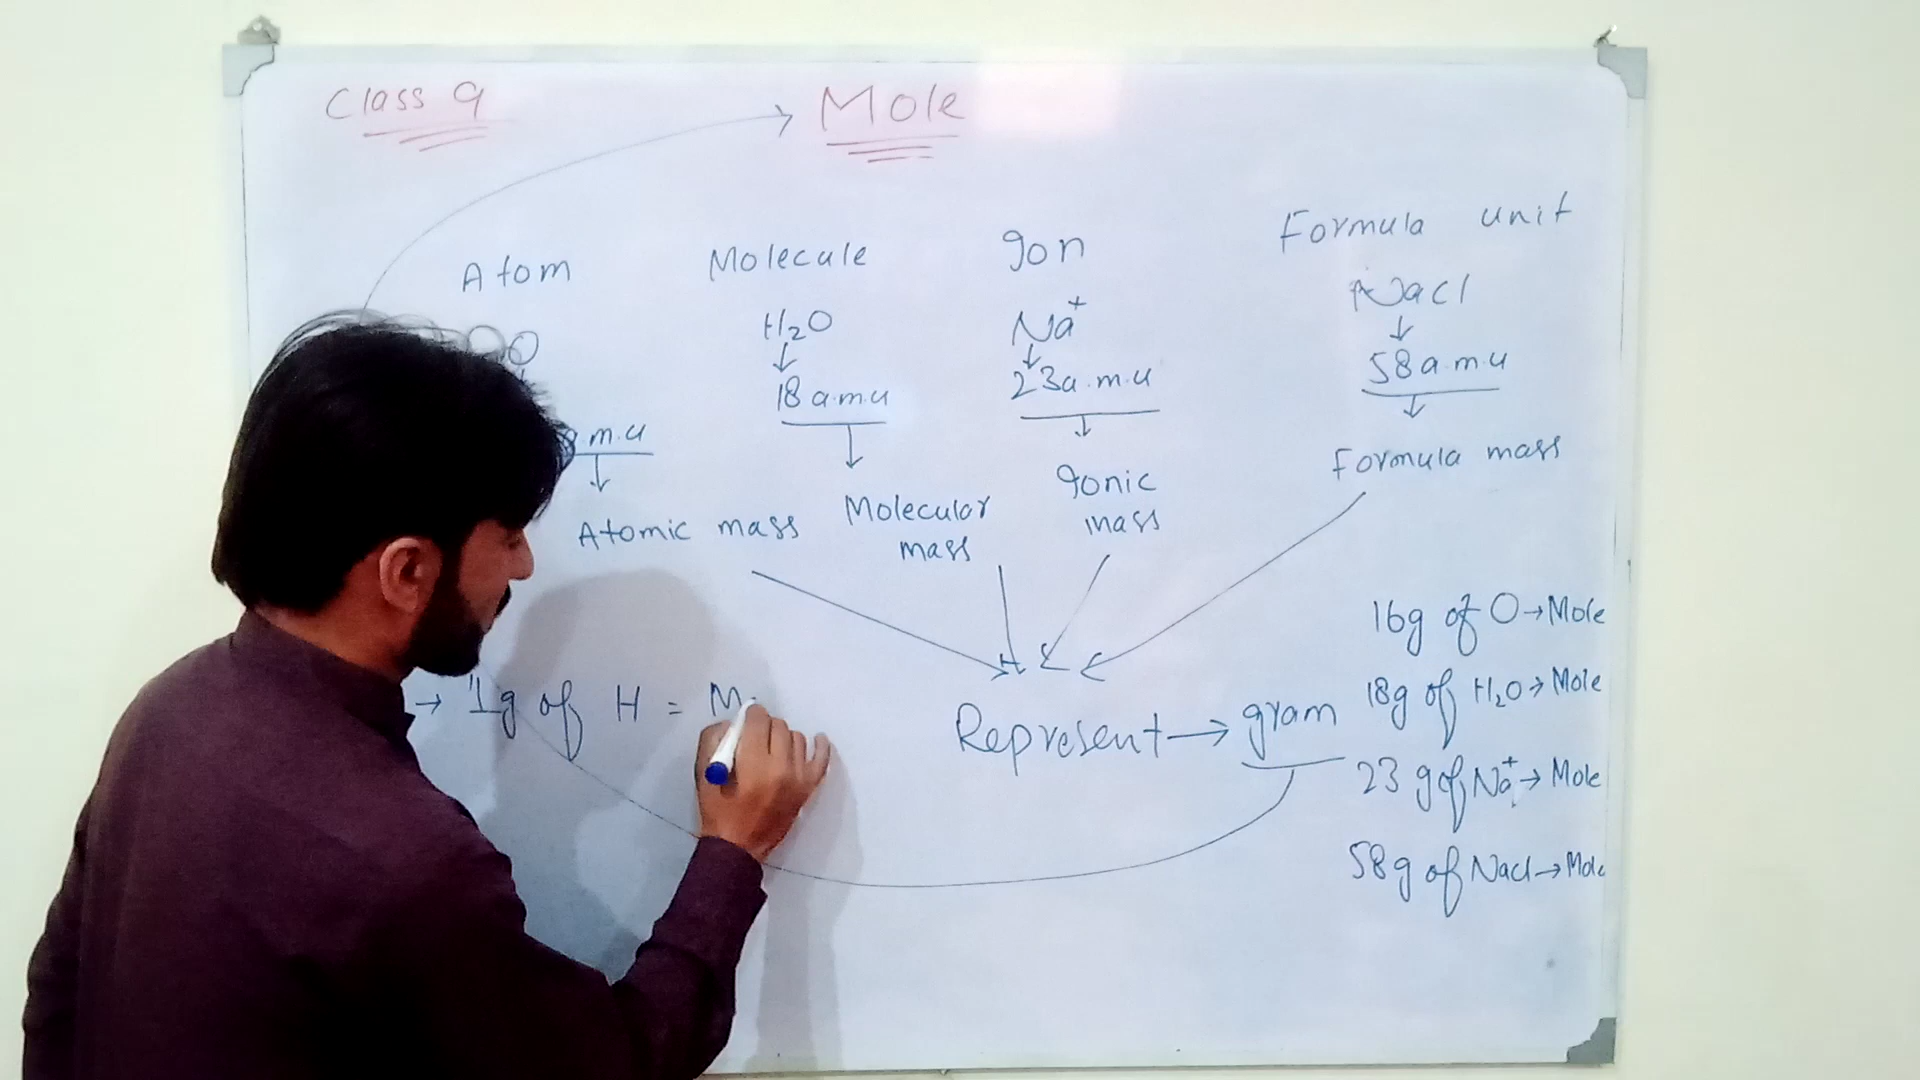 Class 9
Mole
Atom
Molecule
Ion
Formula unit
H₂O
Na⁺
NaCl
a.m.u
18 a.m.u
23a.m.u
58 a.m.u
Atomic mass
Molecular mass
Ionic mass
Formula mass
→ 1g of H =
Represent → gram
16g of O → Mole
18g of H₂O → Mole
23 g of Na⁺ → Mole
58g of NaCl → Mole